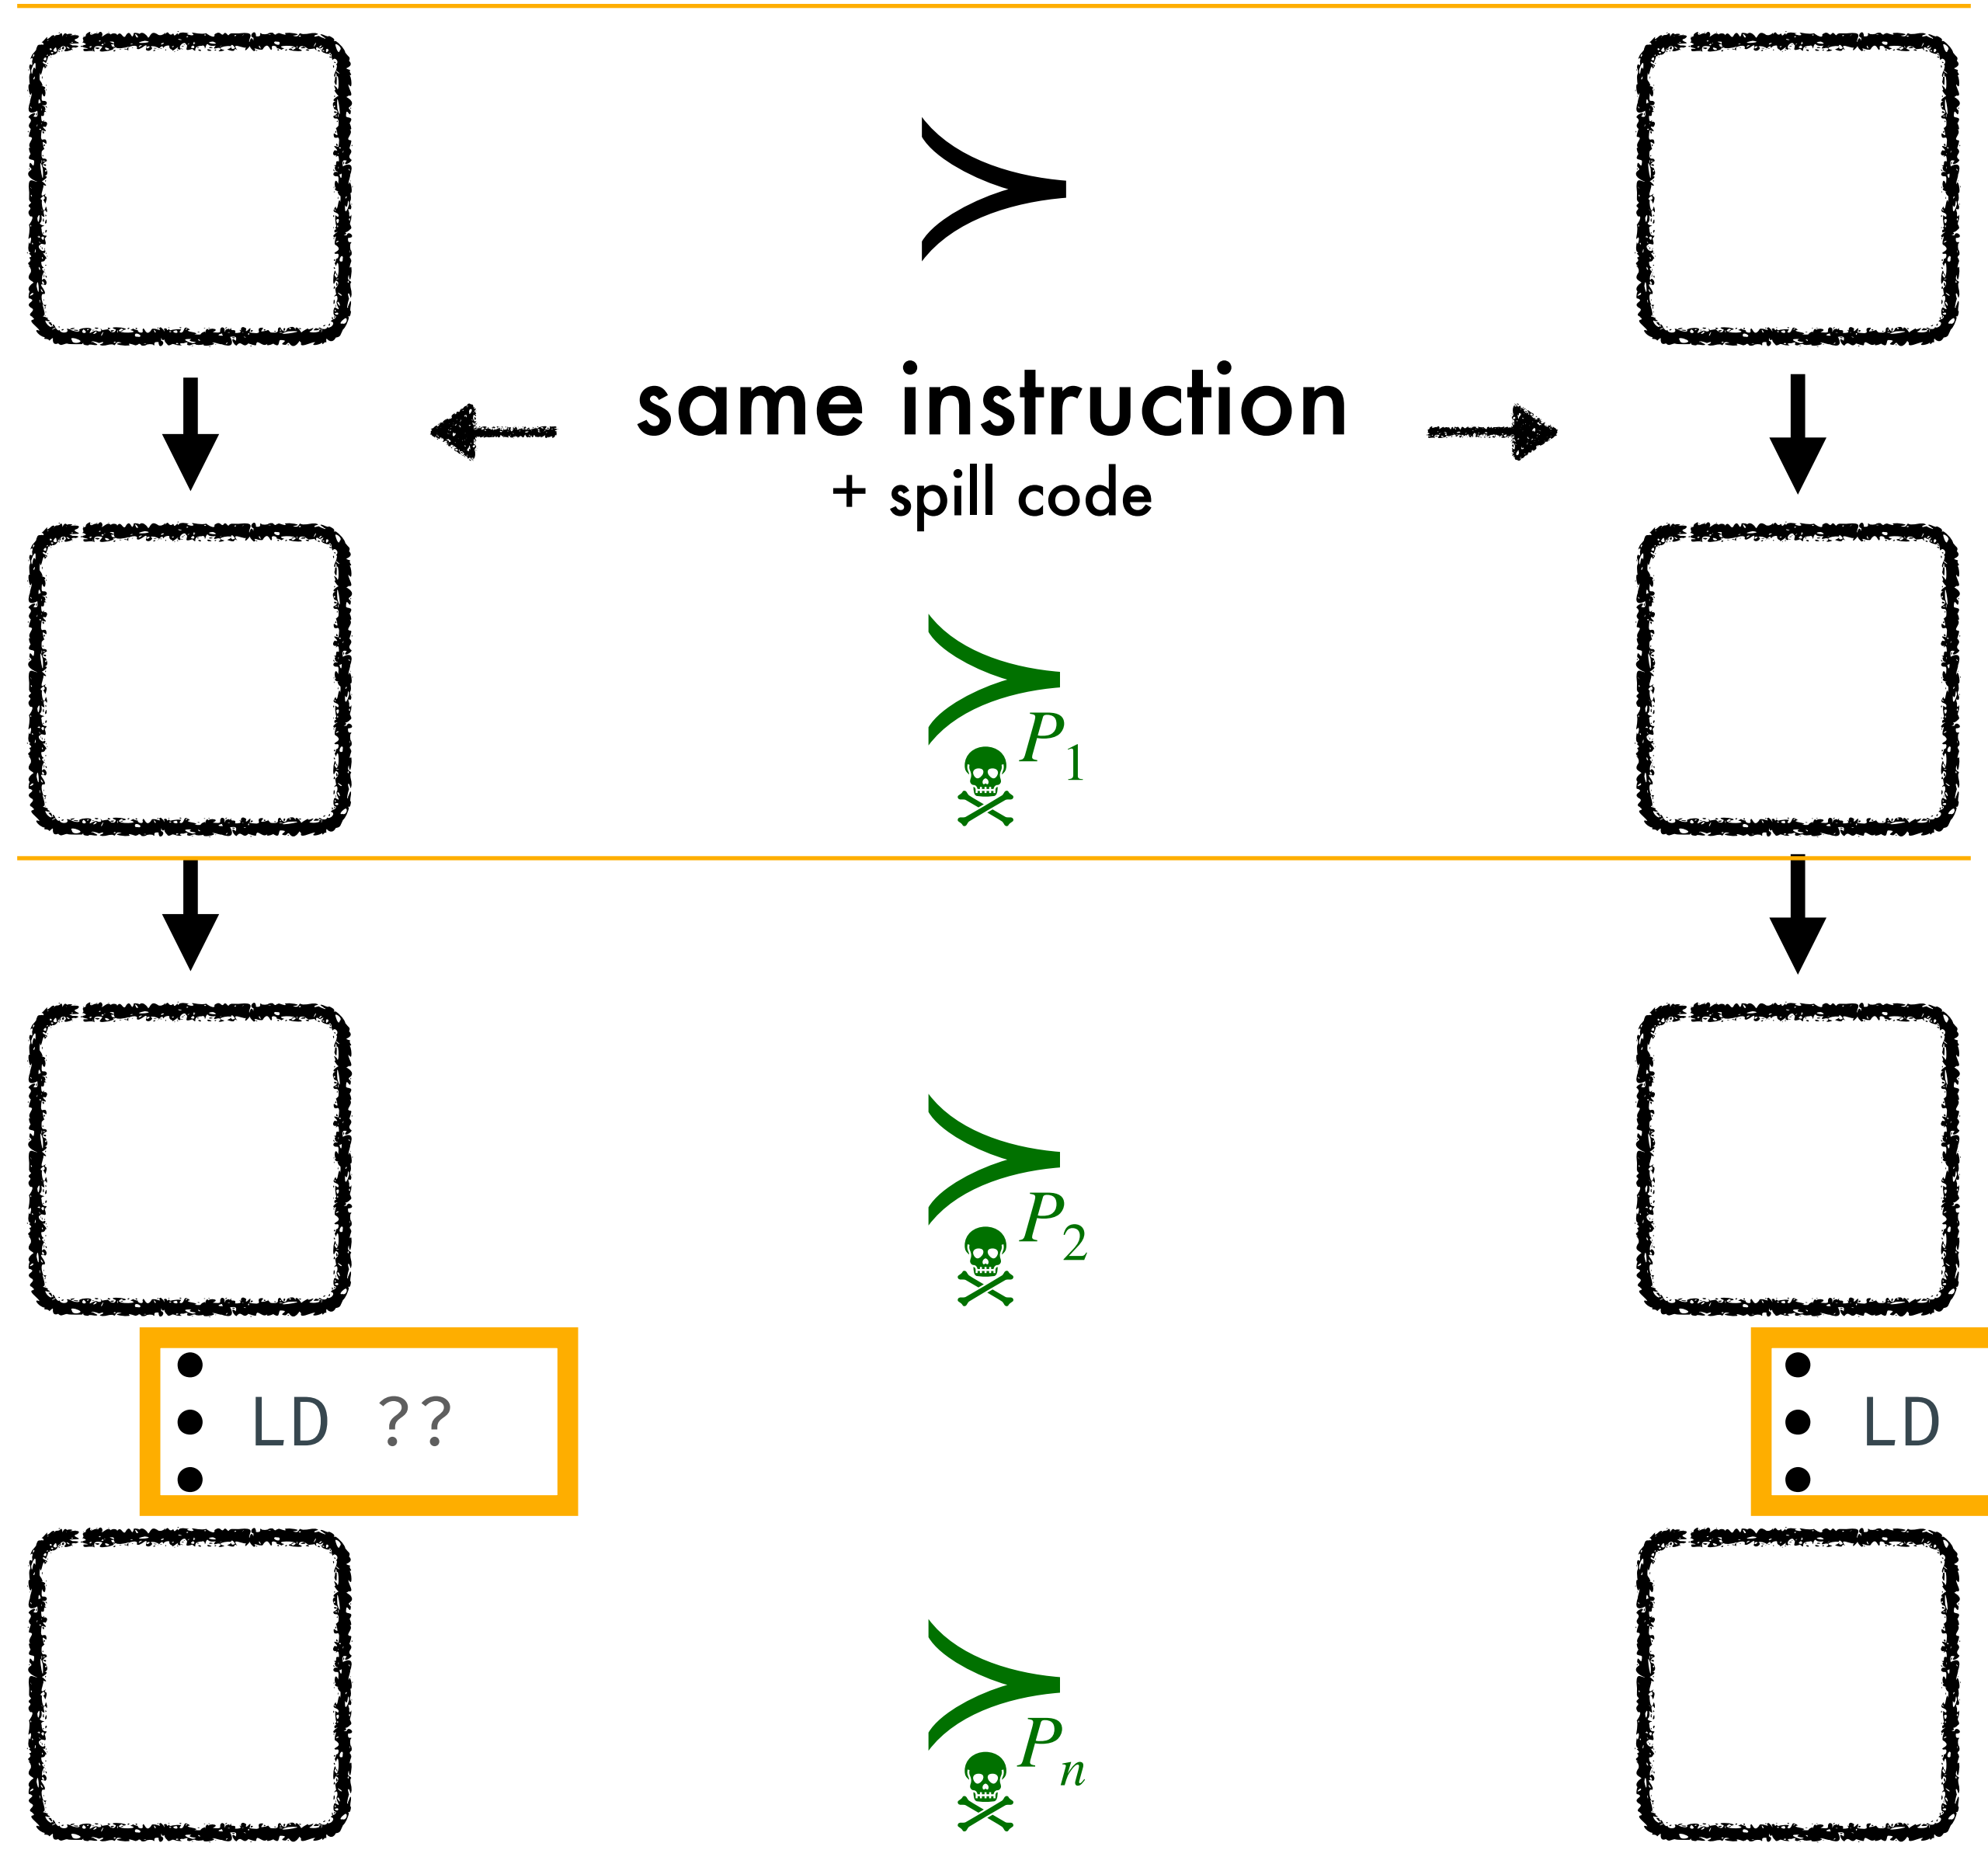 ≻
same instruction
+ spill code
≻
☠ P1
≻
☠ P2
LD ??
LD
≻
☠ Pn